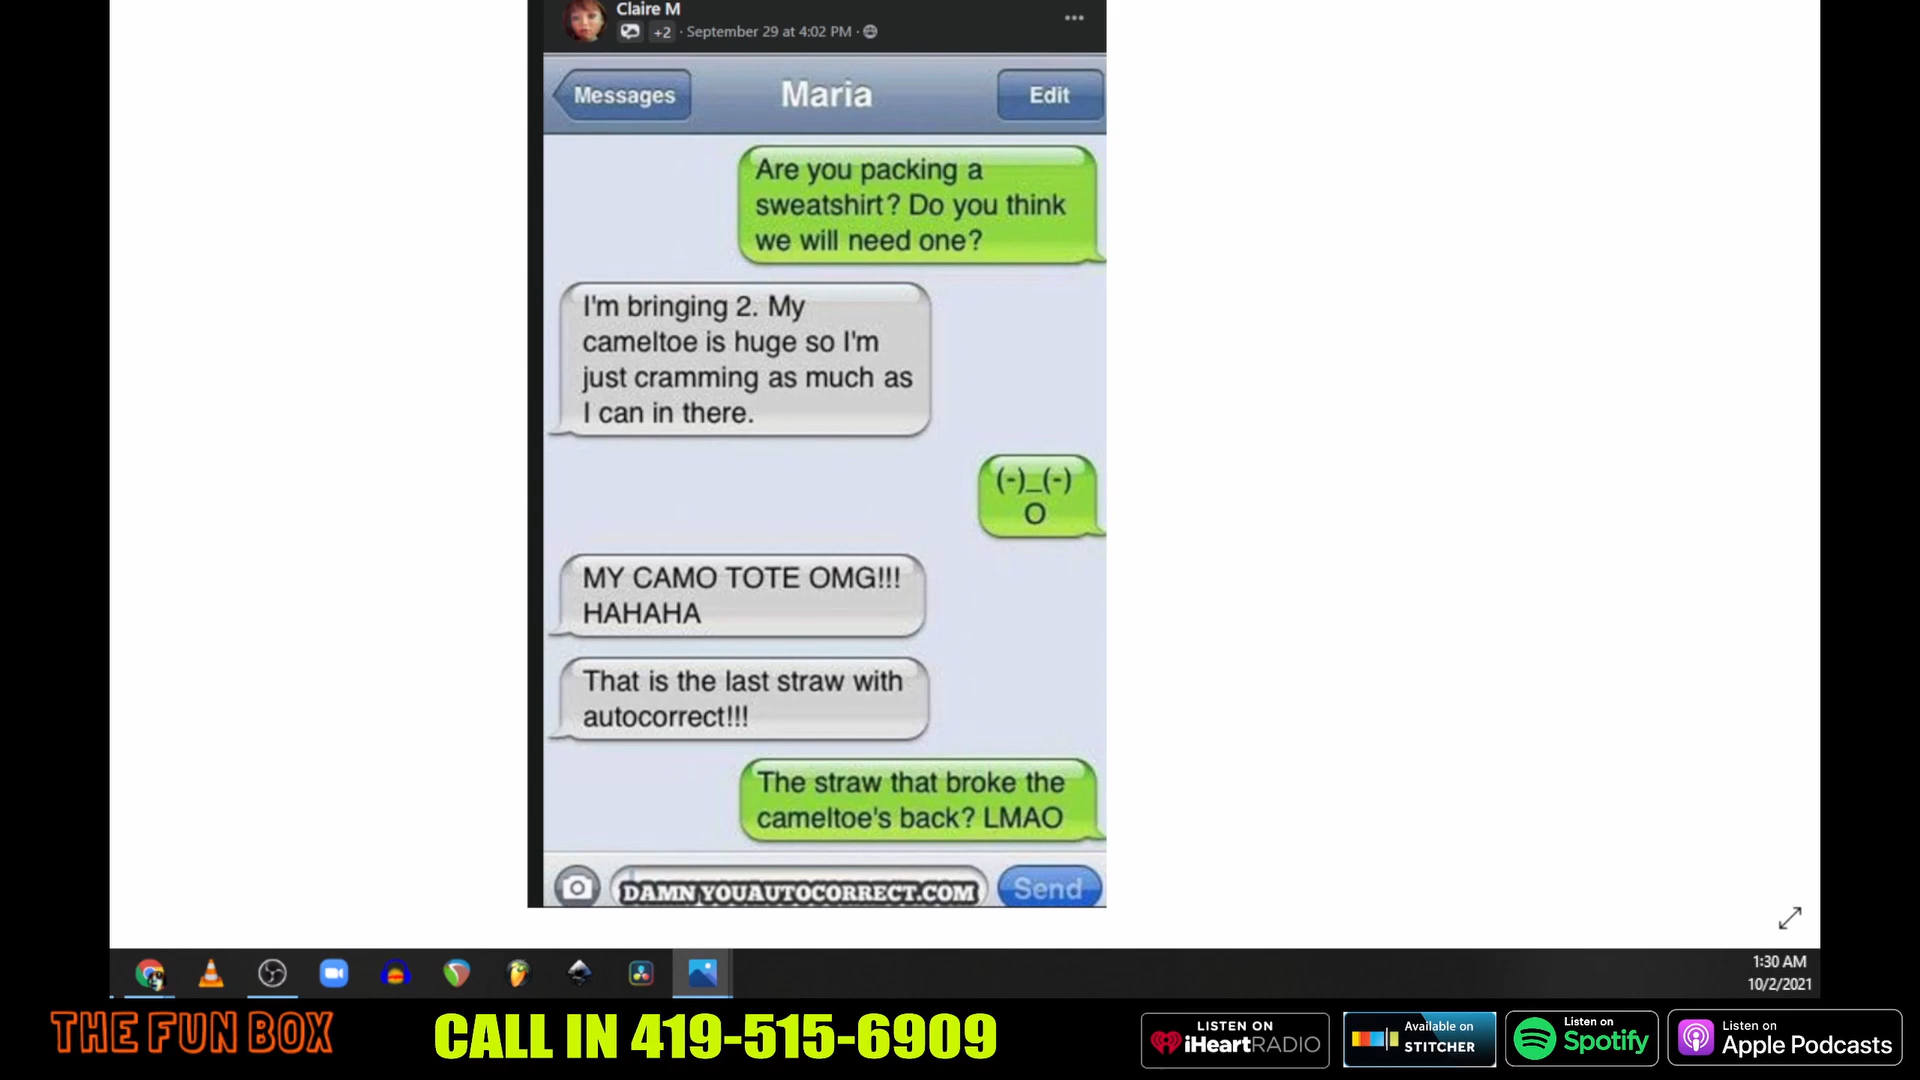 Claire M
+2 · September 29 at 4:02 PM ·
Messages
Maria
Edit
Are you packing a
sweatshirt? Do you think
we will need one?
I'm bringing 2. My
cameltoe is huge so I'm
just cramming as much as
I can in there.
(-)_(-)
O
MY CAMO TOTE OMG!!!
HAHAHA
That is the last straw with
autocorrect!!!
The straw that broke the
cameltoe's back? LMAO
DAMNYOUAUTOCORRECT.COM
Send
1:30 AM
10/2/2021
THE FUN BOX
CALL IN 419-515-6909
LISTEN ON
iHeartRADIO
Available on
STITCHER
Listen on
Spotify
Listen on
Apple Podcasts